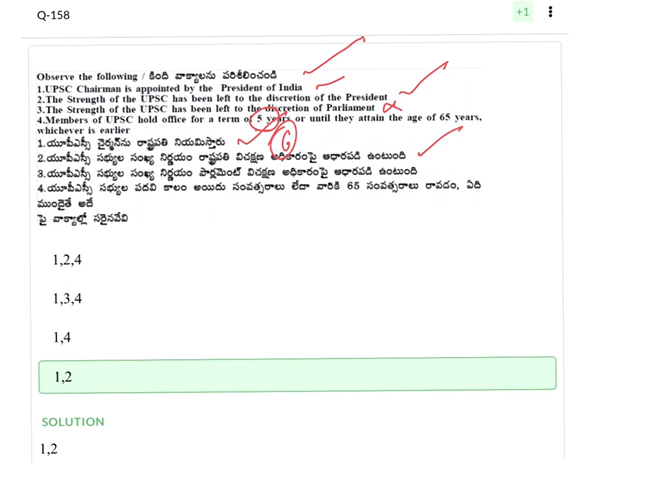 Q-158
+1
Observe the following / కింది వాక్యాలను పరిశీలించండి
1.UPSC Chairman is appointed by the President of India
2.The Strength of the UPSC has been left to the discretion of the President
3.The Strength of the UPSC has been left to the discretion of Parliament
4.Members of UPSC hold office for a term of 5 years or until they attain the age of 65 years,
whichever is earlier
6
1.యూపీఎస్సీ చైర్మన్‌ను రాష్ట్రపతి నియమిస్తారు
2.యూపీఎస్సీ సభ్యుల సంఖ్య నిర్ణయం రాష్ట్రపతి విచక్షణ అధికారంపై ఆధారపడి ఉంటుంది
3.యూపీఎస్సీ సభ్యుల సంఖ్య నిర్ణయం పార్లమెంట్ విచక్షణ అధికారంపై ఆధారపడి ఉంటుంది
4.యూపీఎస్సీ సభ్యుల పదవి కాలం అయిదు సంవత్సరాలు లేదా వారికి 65 సంవత్సరాలు రావడం, ఏది
ముందైతే అదే
పై వాక్యాల్లో సరైనవేవి
1,2,4
1,3,4
1,4
1,2
SOLUTION
1,2